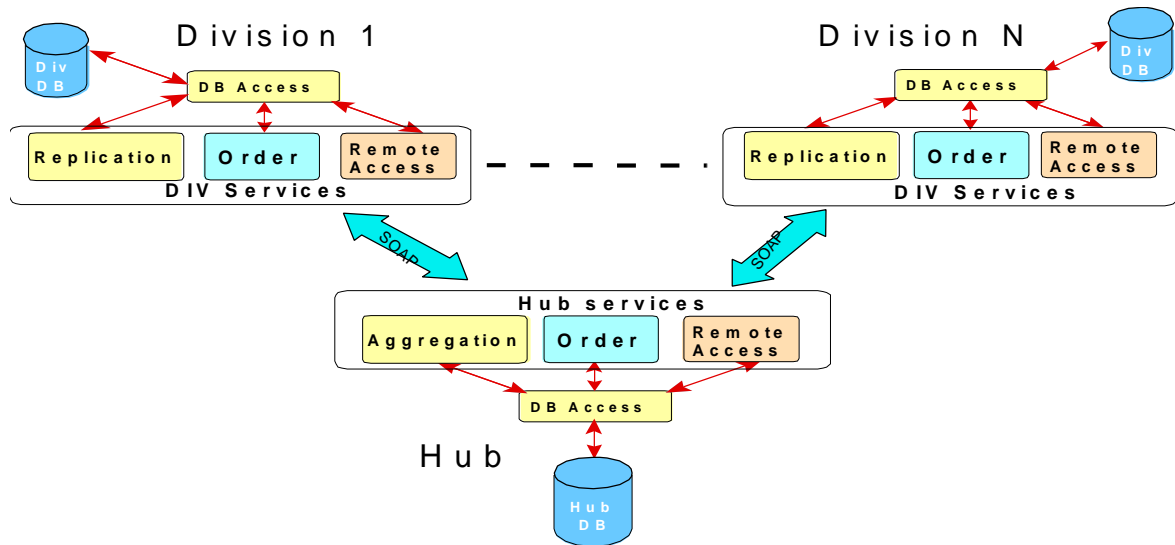 Division 1
Division N
Div
DB
Div
DB
DB Access
DB Access
Replication
Order
Remote
Access
DIV Services
Replication
Order
Remote
Access
DIV Services
SOAP
SOAP
Hub services
Aggregation
Order
Remote
Access
DB Access
Hub
Hub
DB